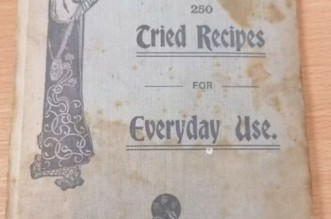 250
Tried Recipes
FOR
Everyday Use.